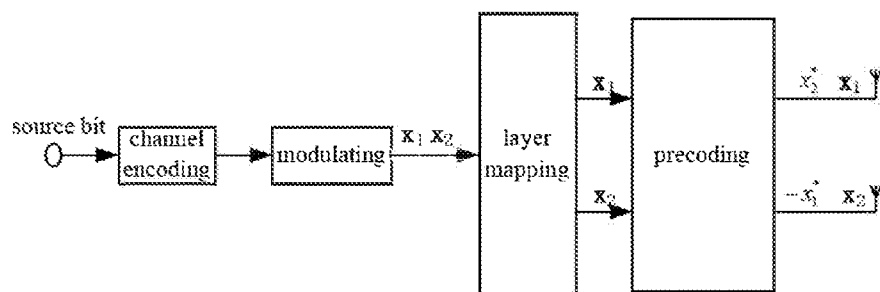 source bit
channel
encoding
modulating
x₁ x₂
layer
mapping
x₁
x₂
precoding
x₂* x₁
-x₁* x₂